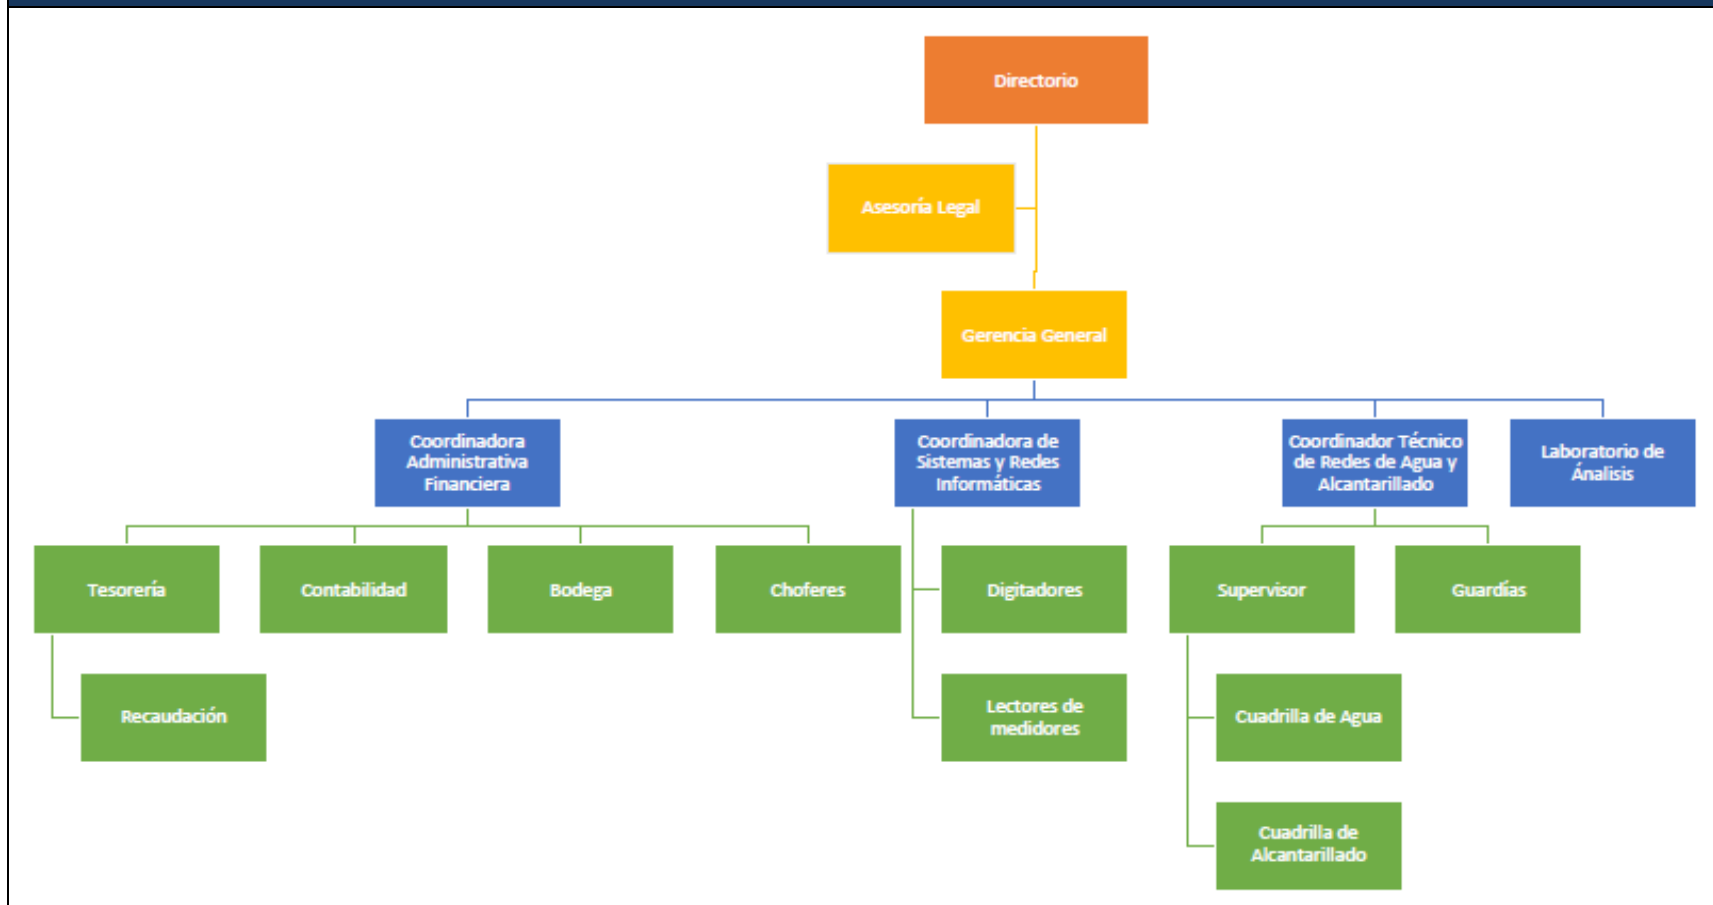 Directorio
Asesoría Legal
Gerencia General
Coordinadora
Administrativa
Financiera
Coordinadora de
Sistemas y Redes
Informáticas
Coordinador Técnico
de Redes de Agua y
Alcantarillado
Laboratorio de
Ánalisis
Tesorería
Contabilidad
Bodega
Choferes
Digitadores
Supervisor
Guardías
Recaudación
Lectores de
medidores
Cuadrilla de Agua
Cuadrilla de
Alcantarillado